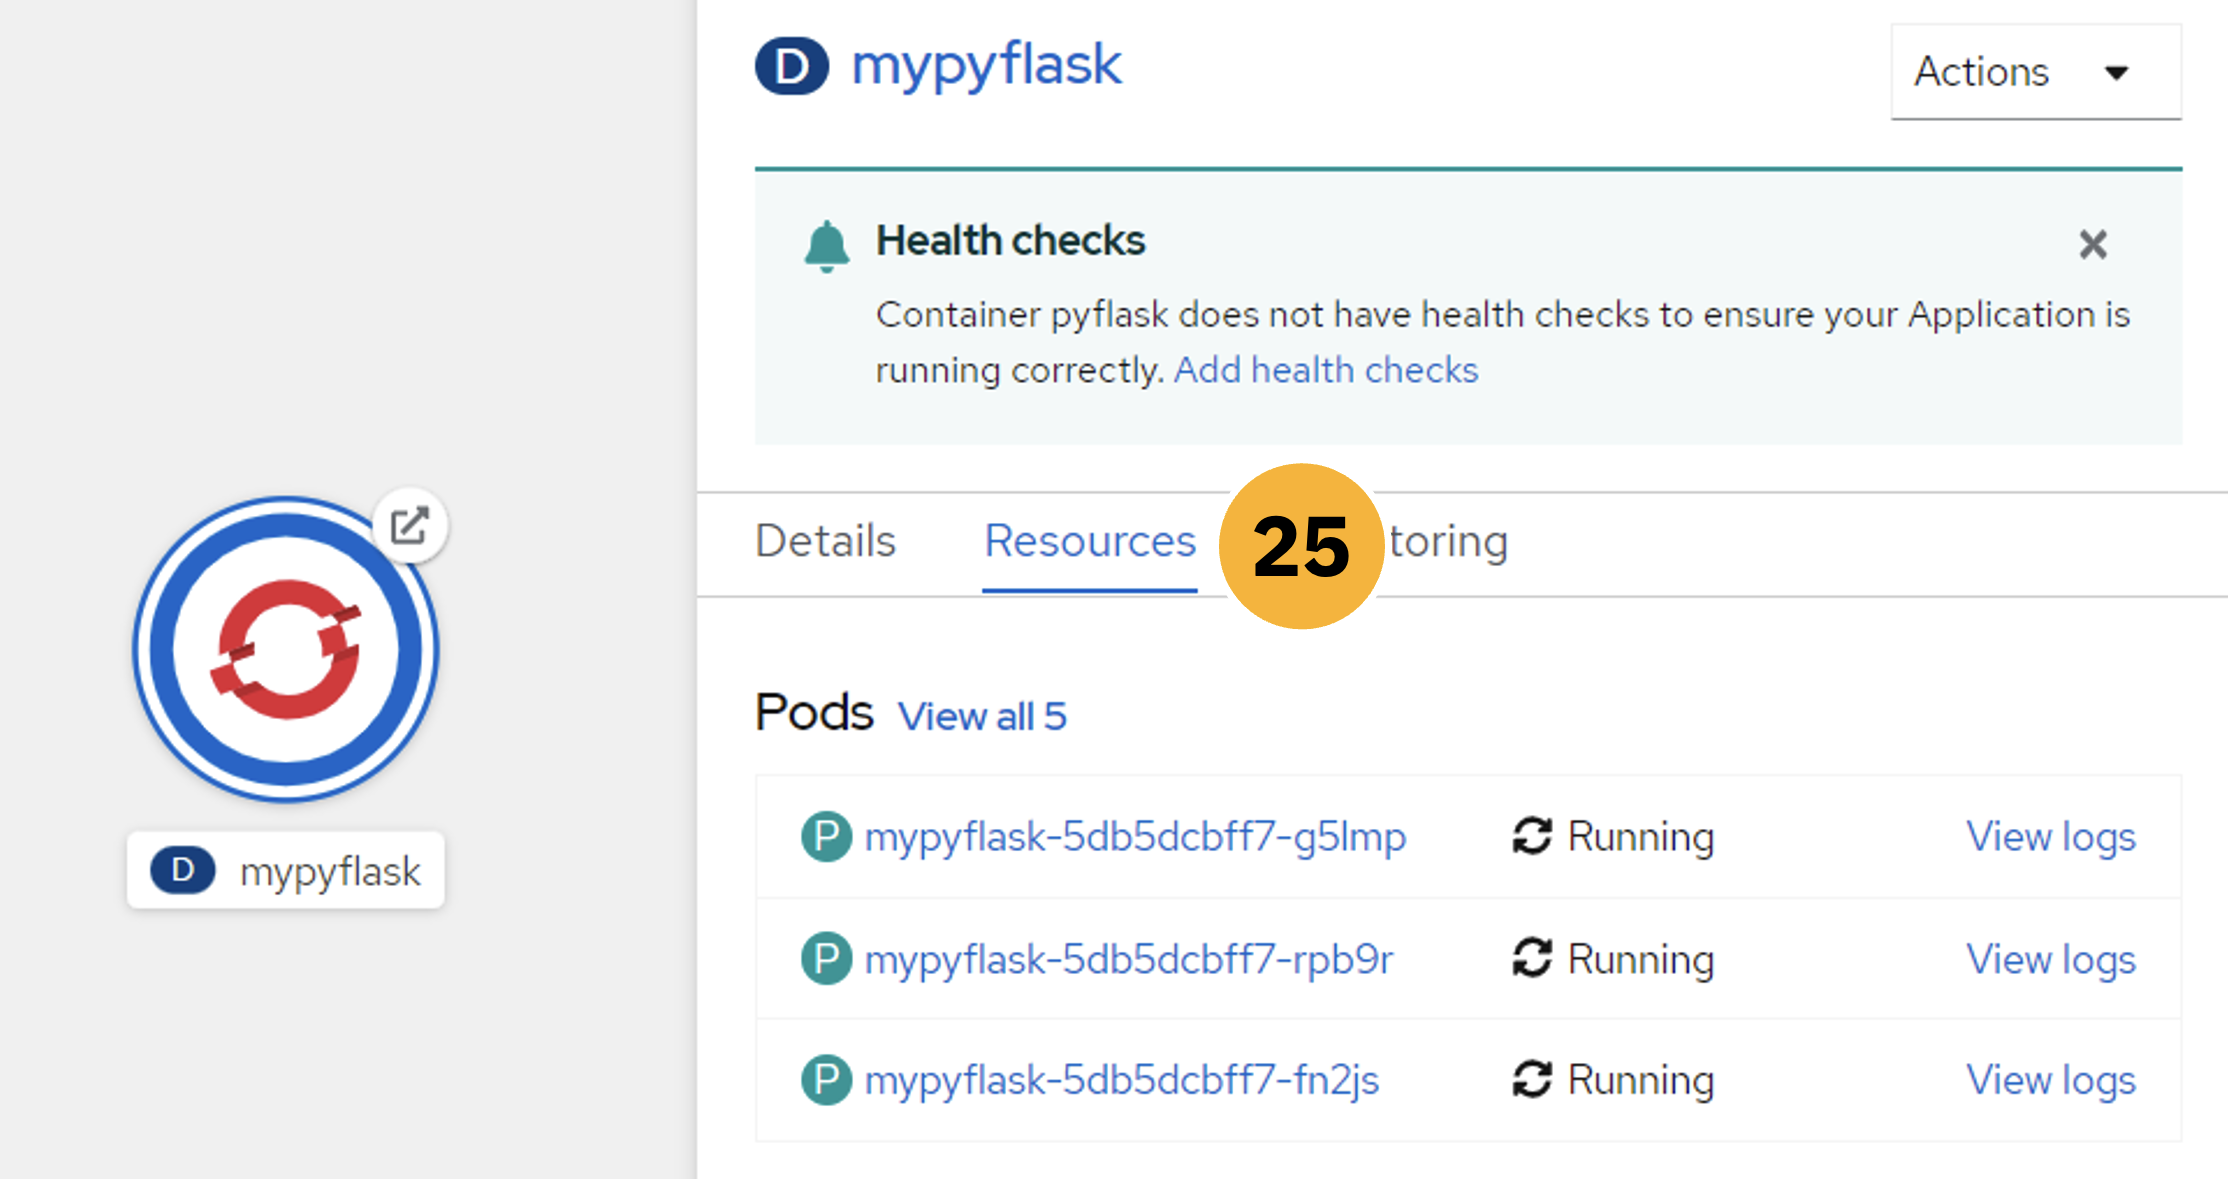 D mypyflask
Actions
Health checks
Container pyflask does not have health checks to ensure your Application is
running correctly. Add health checks
Details Resources 25 toring
Pods View all 5
P mypyflask-5db5dcbff7-g5lmp Running View logs
P mypyflask-5db5dcbff7-rpb9r Running View logs
P mypyflask-5db5dcbff7-fn2js Running View logs
D mypyflask